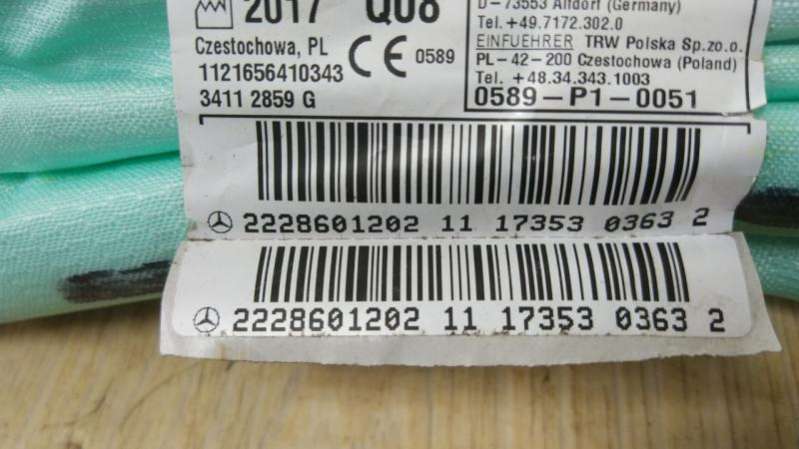 2017 Q08
Czestochowa, PL
CE 0589
1121656410343
3411 2859 G
D-73553 Alfdorf (Germany)
Tel. +49.7172.302.0
EINFUEHRER TRW Polska Sp.zo.o.
PL-42-200 Czestochowa (Poland)
Tel. +48.34.343.1003
0589-P1-0051
2228601202 11 17353 0363 2
2228601202 11 17353 0363 2